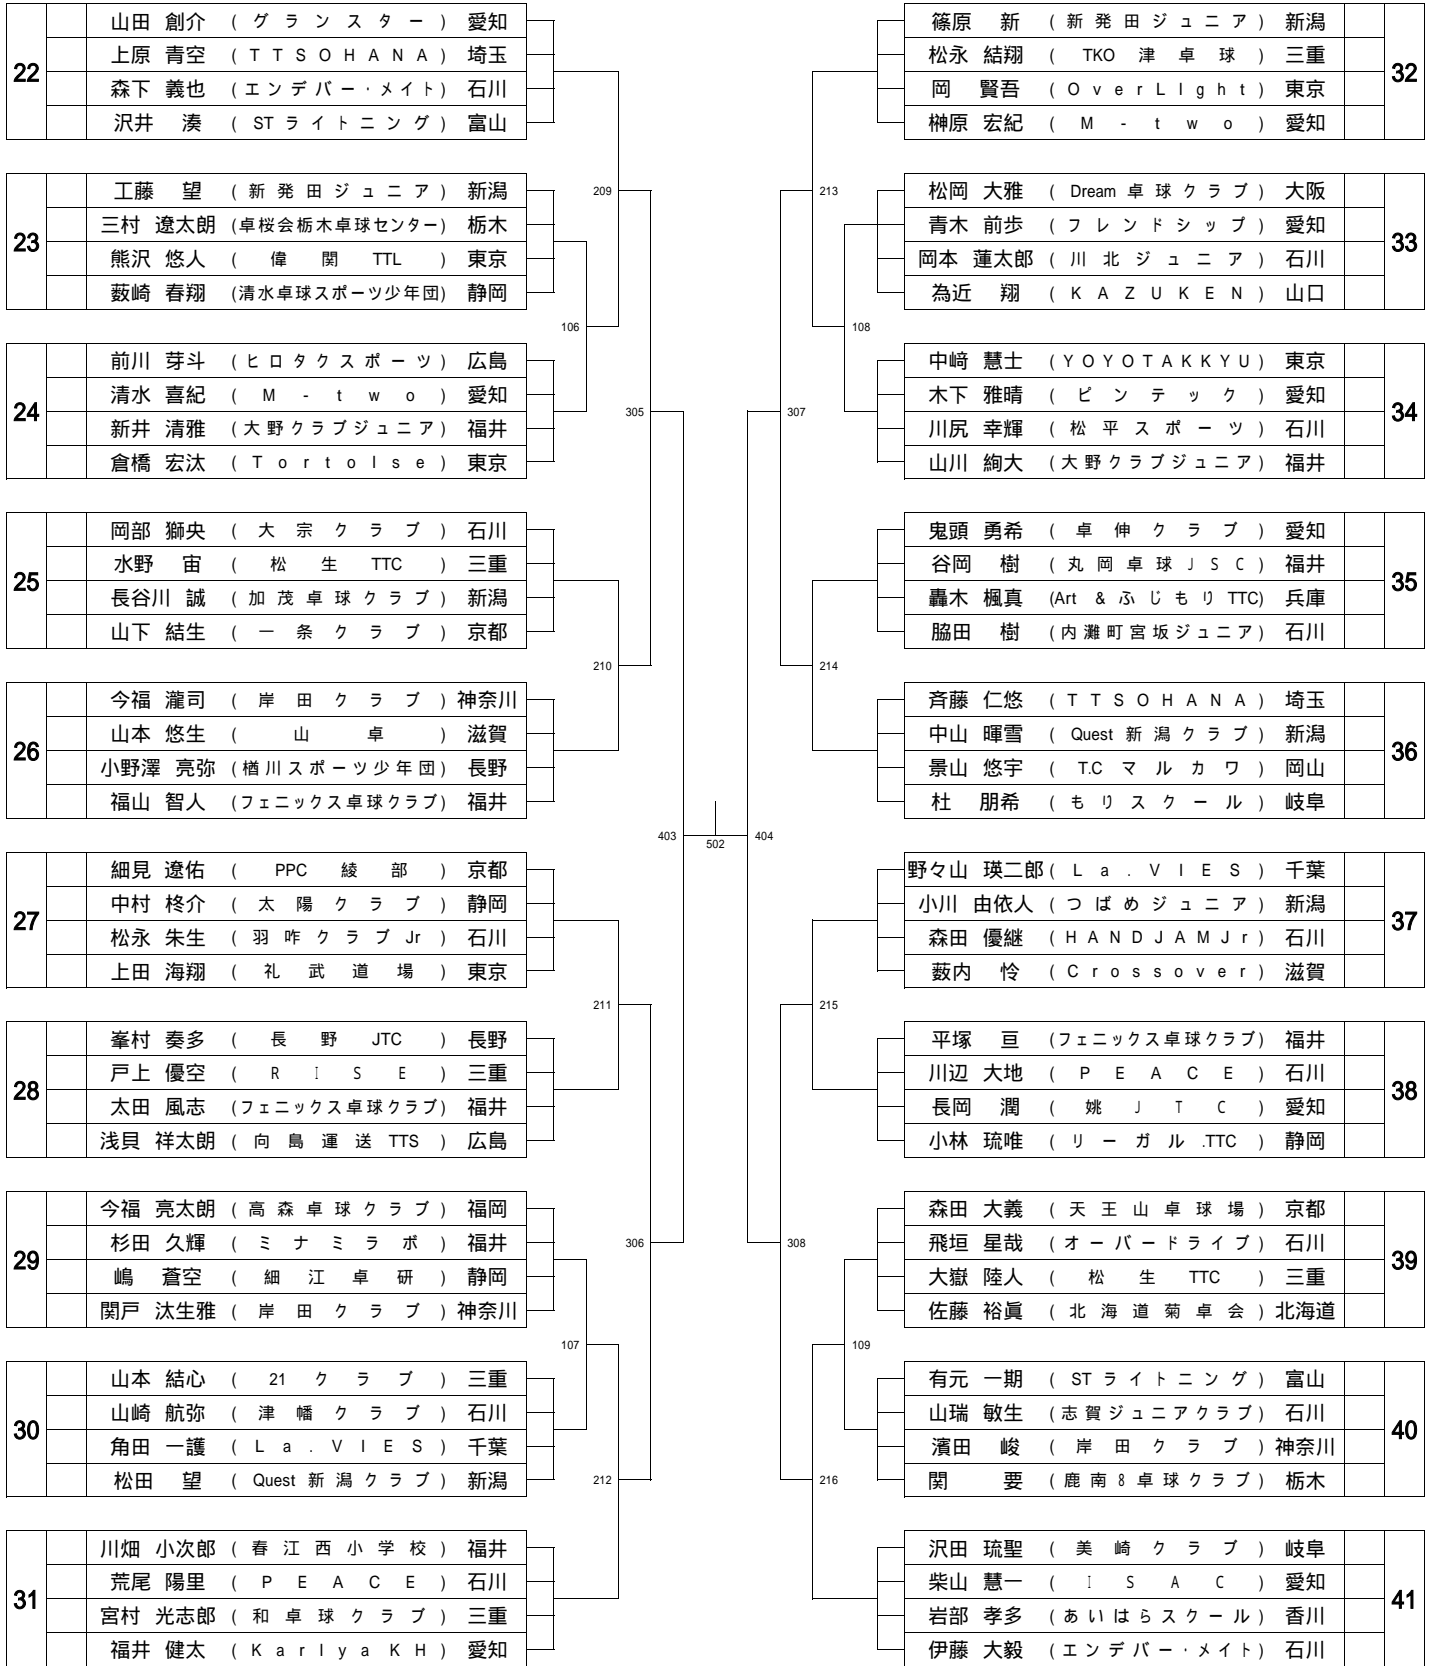 22
山田 創介 (グランスター) 愛知
上原 青空 (TTSOHANA) 埼玉
森下 義也 (エンデバー・メイト) 石川
沢井 湊 (STライトニング) 富山
23
工藤 望 (新発田ジュニア) 新潟
三村 遼太朗 (卓桜会栃木卓球センター) 栃木
熊沢 悠人 (偉関TTL) 東京
薮崎 春翔 (清水卓球スポーツ少年団) 静岡
24
前川 芽斗 (ヒロタクスポーツ) 広島
清水 喜紀 (M-two) 愛知
新井 清雅 (大野クラブジュニア) 福井
倉橋 宏汰 (TortoIse) 東京
25
岡部 獅央 (大宗クラブ) 石川
水野 宙 (松生TTC) 三重
長谷川 誠 (加茂卓球クラブ) 新潟
山下 結生 (一条クラブ) 京都
26
今福 瀧司 (岸田クラブ) 神奈川
山本 悠生 (山卓) 滋賀
小野澤 亮弥 (楢川スポーツ少年団) 長野
福山 智人 (フェニックス卓球クラブ) 福井
27
細見 遼佑 (PPC綾部) 京都
中村 柊介 (太陽クラブ) 静岡
松永 朱生 (羽咋クラブJr) 石川
上田 海翔 (礼武道場) 東京
28
峯村 奏多 (長野JTC) 長野
戸上 優空 (RISE) 三重
太田 風志 (フェニックス卓球クラブ) 福井
浅貝 祥太朗 (向島運送TTS) 広島
29
今福 亮太朗 (高森卓球クラブ) 福岡
杉田 久輝 (ミナミラボ) 福井
嶋 蒼空 (細江卓研) 静岡
関戸 汰生雅 (岸田クラブ) 神奈川
30
山本 結心 (21クラブ) 三重
山崎 航弥 (津幡クラブ) 石川
角田 一護 (La.VIES) 千葉
松田 望 (Quest新潟クラブ) 新潟
31
川畑 小次郎 (春江西小学校) 福井
荒尾 陽里 (PEACE) 石川
宮村 光志郎 (和卓球クラブ) 三重
福井 健太 (KarIyaKH) 愛知
209
106
305
210
403
211
306
107
212
502
404
213
108
307
214
215
308
109
216
篠原 新 (新発田ジュニア) 新潟
松永 結翔 (TKO津卓球) 三重
岡 賢吾 (OverLIght) 東京
榊原 宏紀 (M-two) 愛知
32
松岡 大雅 (Dream卓球クラブ) 大阪
青木 前歩 (フレンドシップ) 愛知
岡本 蓮太郎 (川北ジュニア) 石川
為近 翔 (KAZUKEN) 山口
33
中﨑 慧士 (YOYOTAKKYU) 東京
木下 雅晴 (ピンテック) 愛知
川尻 幸輝 (松平スポーツ) 石川
山川 絢大 (大野クラブジュニア) 福井
34
鬼頭 勇希 (卓伸クラブ) 愛知
谷岡 樹 (丸岡卓球JSC) 福井
轟木 楓真 (Art&ふじもりTTC) 兵庫
脇田 樹 (内灘町宮坂ジュニア) 石川
35
斉藤 仁悠 (TTSOHANA) 埼玉
中山 暉雪 (Quest新潟クラブ) 新潟
景山 悠宇 (T.Cマルカワ) 岡山
杜 朋希 (もりスクール) 岐阜
36
野々山 瑛二郎 (La.VIES) 千葉
小川 由依人 (つばめジュニア) 新潟
森田 優継 (HANDJAMJr) 石川
薮内 怜 (Crossover) 滋賀
37
平塚 亘 (フェニックス卓球クラブ) 福井
川辺 大地 (PEACE) 石川
長岡 潤 (姚JTC) 愛知
小林 琉唯 (リーガル.TTC) 静岡
38
森田 大義 (天王山卓球場) 京都
飛垣 星哉 (オーバードライブ) 石川
大嶽 陸人 (松生TTC) 三重
佐藤 裕眞 (北海道菊卓会) 北海道
39
有元 一期 (STライトニング) 富山
山瑞 敏生 (志賀ジュニアクラブ) 石川
濱田 峻 (岸田クラブ) 神奈川
関 要 (鹿南8卓球クラブ) 栃木
40
沢田 琉聖 (美崎クラブ) 岐阜
柴山 慧一 (ISAC) 愛知
岩部 孝多 (あいはらスクール) 香川
伊藤 大毅 (エンデバー・メイト) 石川
41